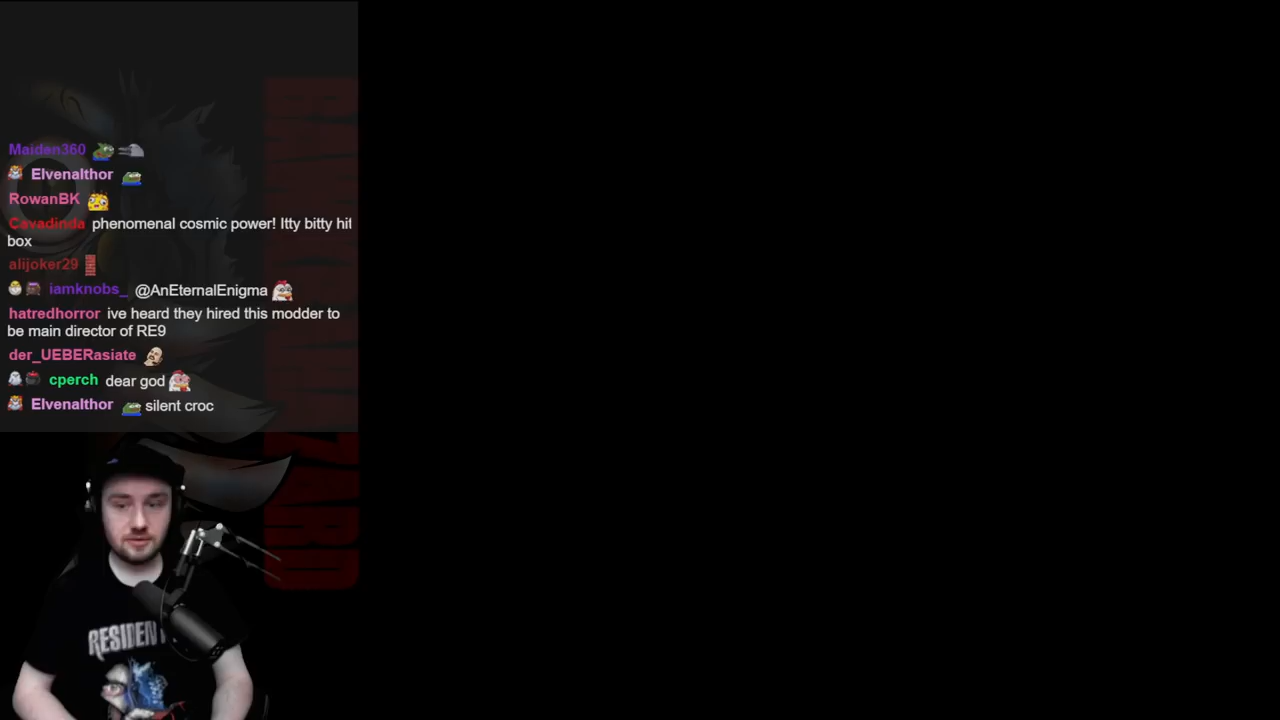 Maiden360
Elvenalthor
RowanBK
Cavadinda phenomenal cosmic power! Itty bitty hit
box
alijoker29
iamknobs_ @AnEternalEnigma
hatredhorror ive heard they hired this modder to
be main director of RE9
der_UEBERasiate
cperch dear god
Elvenalthor silent croc
RESIDENT